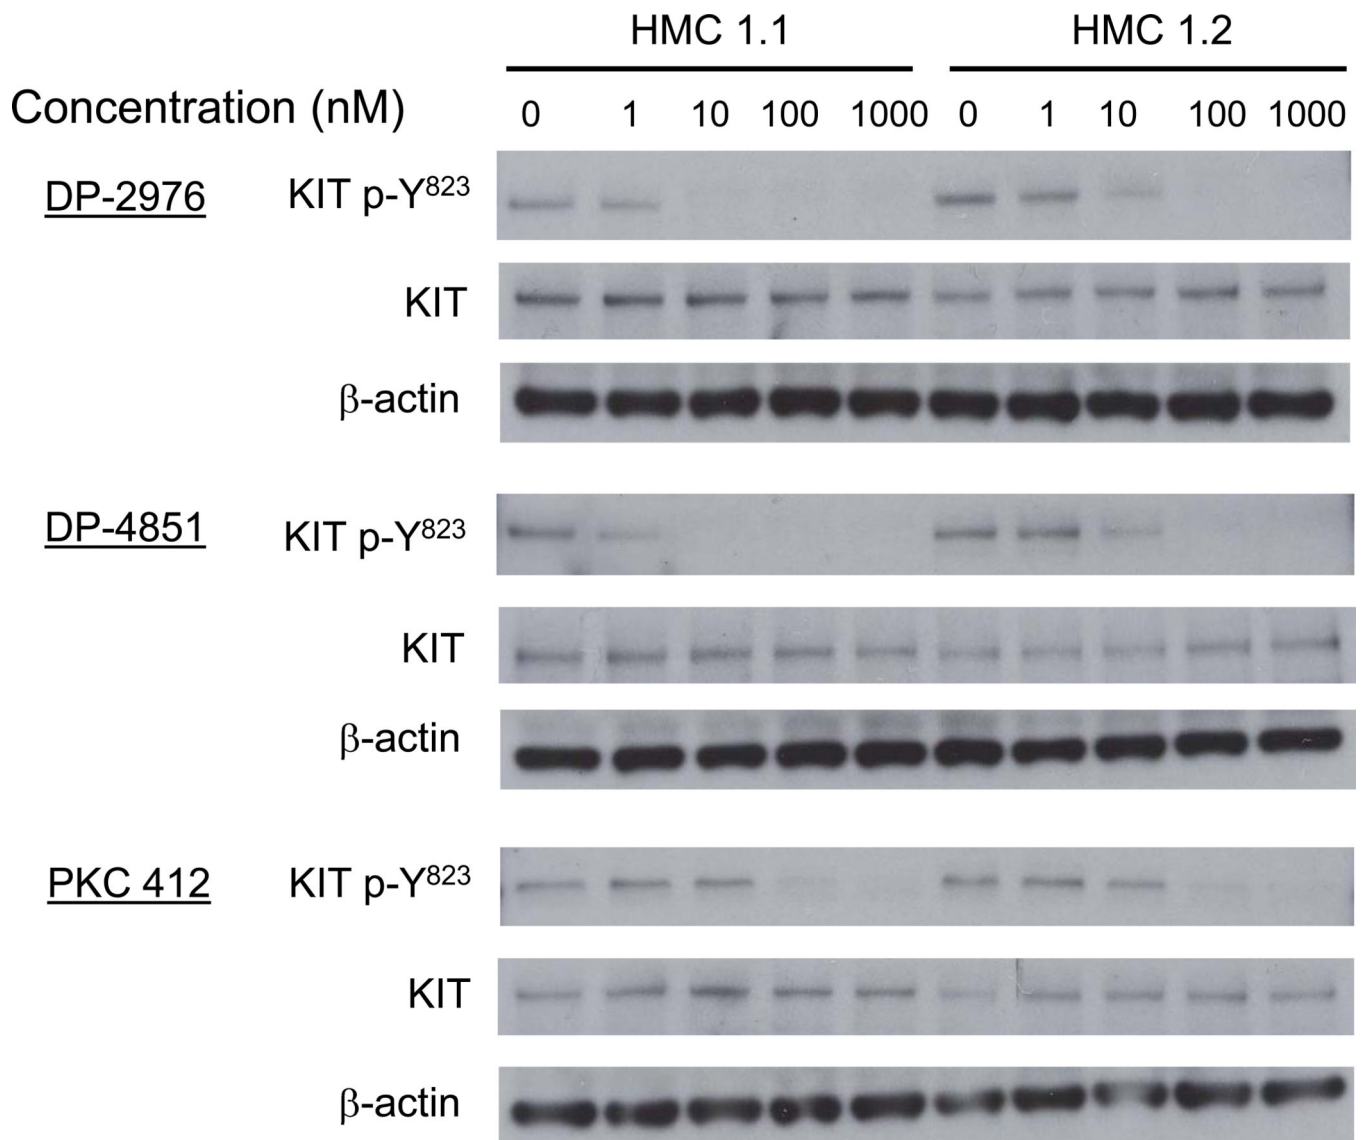 HMC 1.1 HMC 1.2
Concentration (nM) 0 1 10 100 1000 0 1 10 100 1000
DP-2976 KIT p-Y⁸²³
KIT
β-actin
DP-4851 KIT p-Y⁸²³
KIT
β-actin
PKC 412 KIT p-Y⁸²³
KIT
β-actin